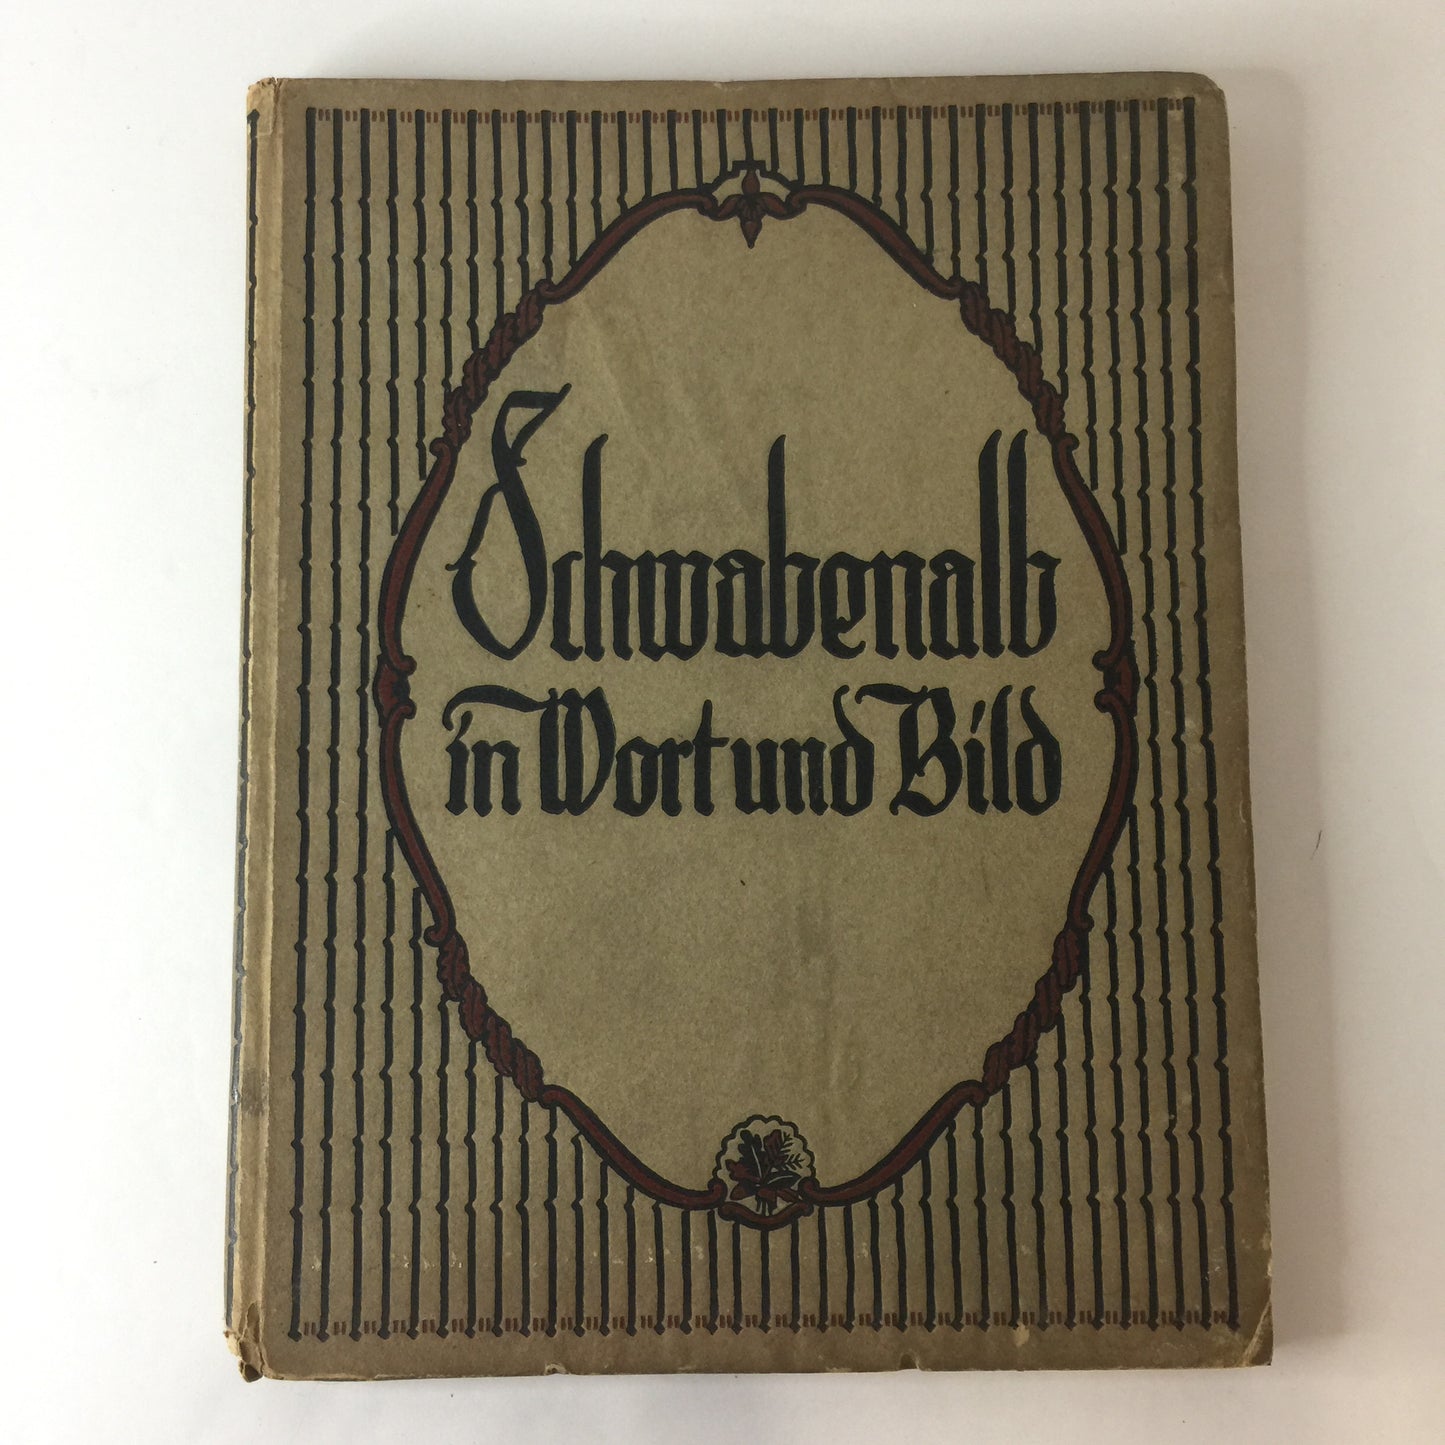 Schwabenalb
in Wort und Bild